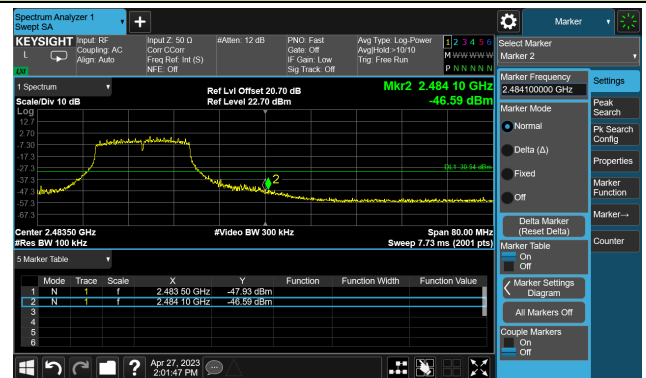 Spectrum Analyzer 1
Swept SA
Marker
KEYSIGHT Input: RF Input Z: 50 Ω #Atten: 12 dB PNO: Fast Avg Type: Log-Power 1 2 3 4 5 6
Coupling: AC Corr CCorr Gate: Off Avg|Hold:>10/10 M W W W W W
Align: Auto Freq Ref: Int (S) IF Gain: Low Trig: Free Run
NFE: Off Sig Track: Off P N N N N N
L
LXI
Select Marker
Marker 2
1 Spectrum
Ref Lvl Offset 20.70 dB
Mkr2 2.484 10 GHz
Scale/Div 10 dB
Ref Level 22.70 dBm
-46.59 dBm
Log
12.7
2.70
-7.30
-17.3
-27.3
-37.3
-47.3
-57.3
-67.3
DL1 -30.54 dBm
2
Center 2.48350 GHz
#Video BW 300 kHz
Span 80.00 MHz
#Res BW 100 kHz
Sweep 7.73 ms (2001 pts)
5 Marker Table
Mode Trace Scale X Y Function Function Width Function Value
1 N 1 f 2.483 50 GHz -47.93 dBm
2 N 1 f 2.484 10 GHz -46.59 dBm
3
4
5
6
Marker Frequency
2.484100000 GHz
Marker Mode
Normal
Delta (Δ)
Fixed
Off
Delta Marker
(Reset Delta)
Marker Table
On
Off
Marker Settings
Diagram
All Markers Off
Couple Markers
On
Off
Settings
Peak
Search
Pk Search
Config
Properties
Marker
Function
Marker→
Counter
?
Apr 27, 2023
2:01:47 PM